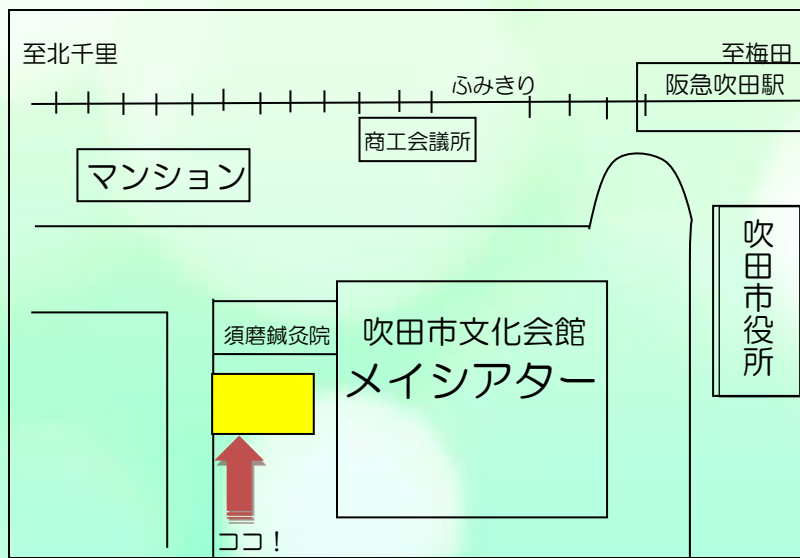 至北千里
至梅田
ふみきり
阪急吹田駅
商工会議所
マンション
吹田市役所
須磨鍼灸院
吹田市文化会館
メイシアター
ココ！